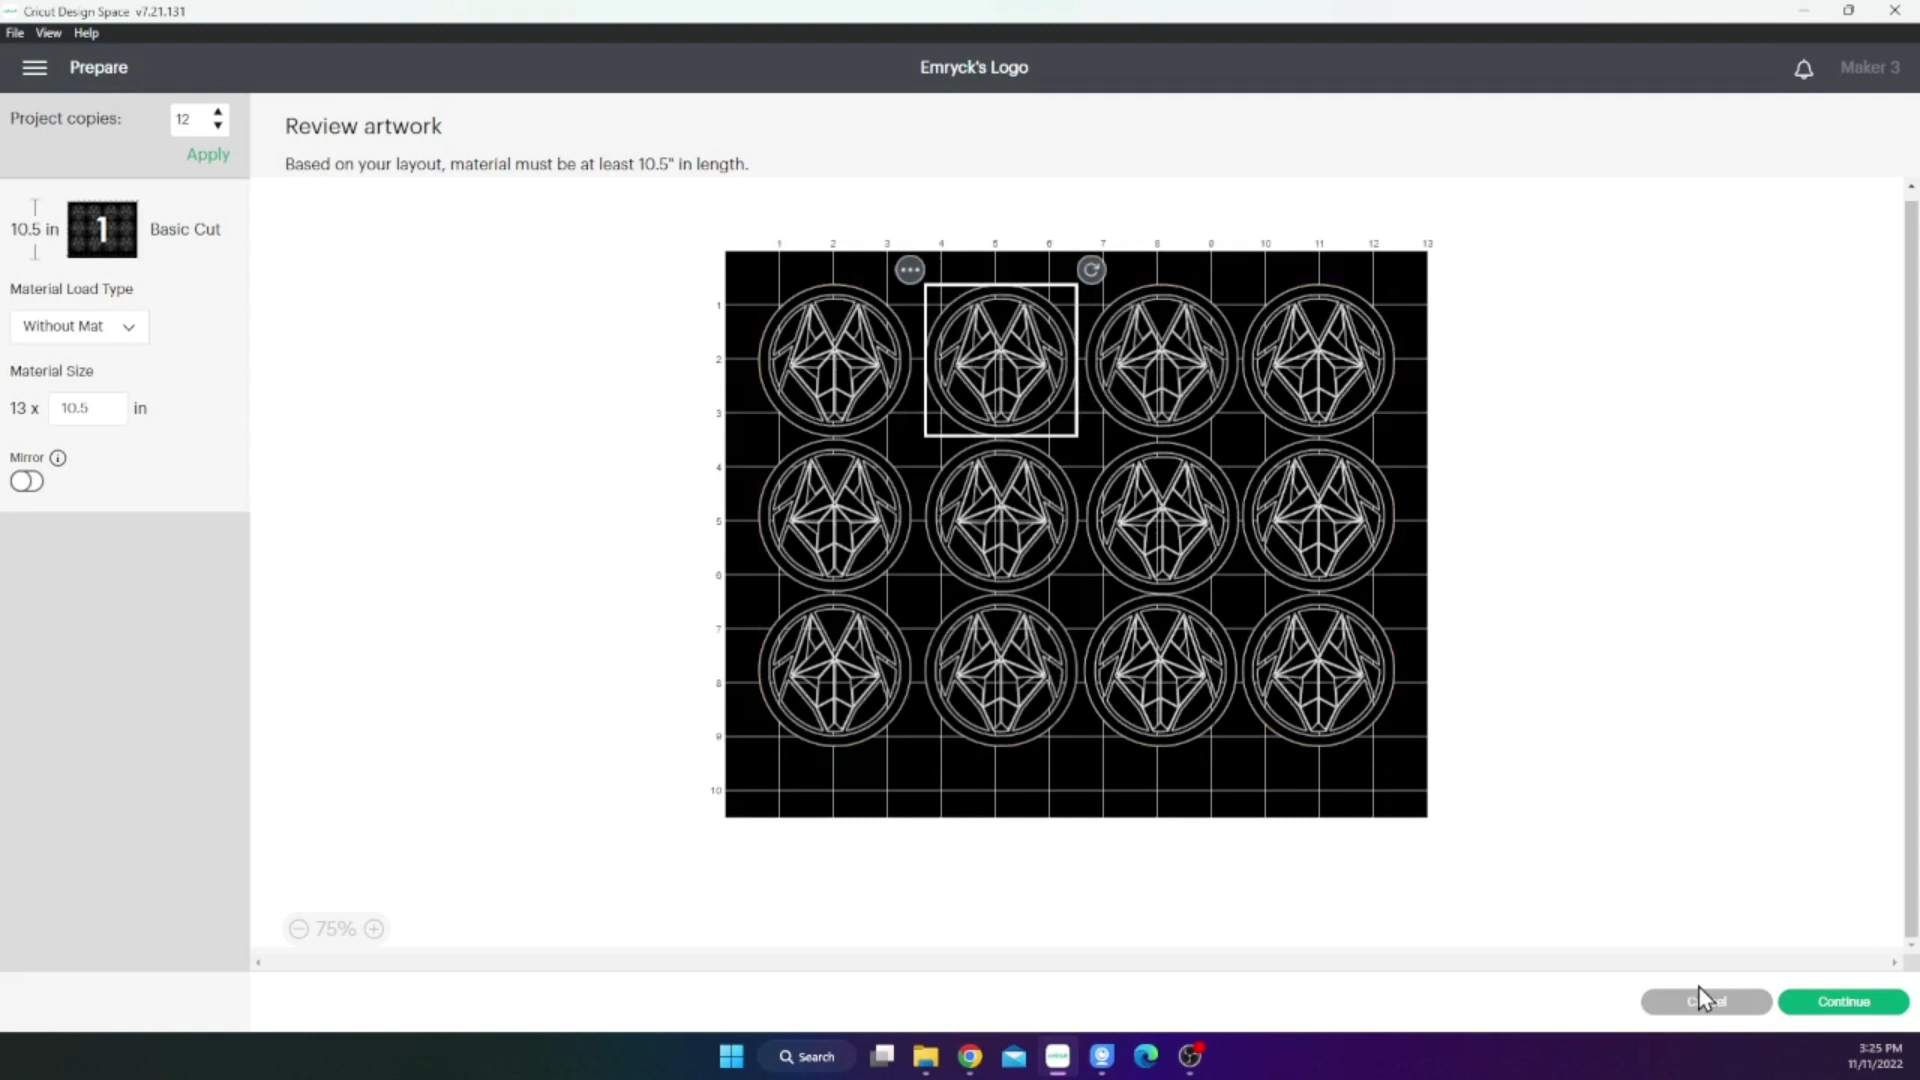 Cricut Design Space v7.21.131
File View Help
Prepare
Emryck's Logo
Maker 3
Project copies: 12
Apply
Review artwork
Based on your layout, material must be at least 10.5" in length.
10.5 in 1 Basic Cut
Material Load Type
Without Mat
Material Size
13 x 10.5 in
Mirror
1 2 3 4 5 6 7 8 9 10 11 12 13
1
2
3
4
5
6
7
8
9
10
75%
Continue
Search
cricut
3:25 PM
11/11/2022